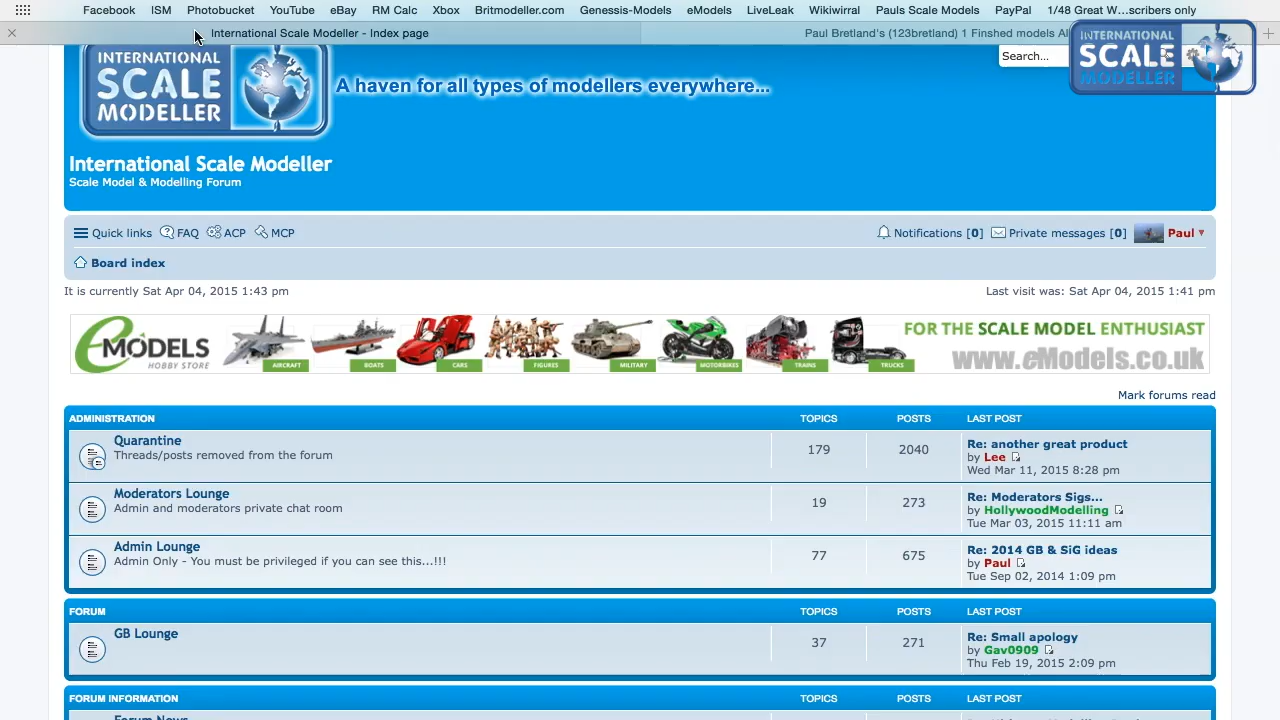 Facebook ISM Photobucket YouTube eBay RM Calc Xbox Britmodeller.com Genessis-Models eModels LiveLeak Wikiwirral Pauls Scale Models PayPal 1/48 Great W...scribers only
International Scale Modeller - Index page Paul Bretland's (123bretland) 1 Finshed models Al
INTERNATIONAL SCALE MODELLER
INTERNATIONAL
SCALE
MODELLER
A haven for all types of modellers everywhere...
Search...
International Scale Modeller
Scale Model & Modelling Forum
Quick links FAQ ACP MCP Notifications [0] Private messages [0] Paul
Board index
It is currently Sat Apr 04, 2015 1:43 pm Last visit was: Sat Apr 04, 2015 1:41 pm
eMODELS HOBBY STORE AIRCRAFT BOATS CARS FIGURES MILITARY MOTORBIKES TRAINS TRUCKS FOR THE SCALE MODEL ENTHUSIAST
www.eModels.co.uk
Mark forums read
ADMINISTRATION TOPICS POSTS LAST POST
Quarantine
Threads/posts removed from the forum
179 2040
Re: another great product
by Lee
Wed Mar 11, 2015 8:28 pm
Moderators Lounge
Admin and moderators private chat room
19 273
Re: Moderators Sigs...
by HollywoodModelling
Tue Mar 03, 2015 11:11 am
Admin Lounge
Admin Only - You must be privileged if you can see this...!!!
77 675
Re: 2014 GB & SiG ideas
by Paul
Tue Sep 02, 2014 1:09 pm
FORUM TOPICS POSTS LAST POST
GB Lounge
37 271
Re: Small apology
by Gav0909
Thu Feb 19, 2015 2:09 pm
FORUM INFORMATION TOPICS POSTS LAST POST
Forum News